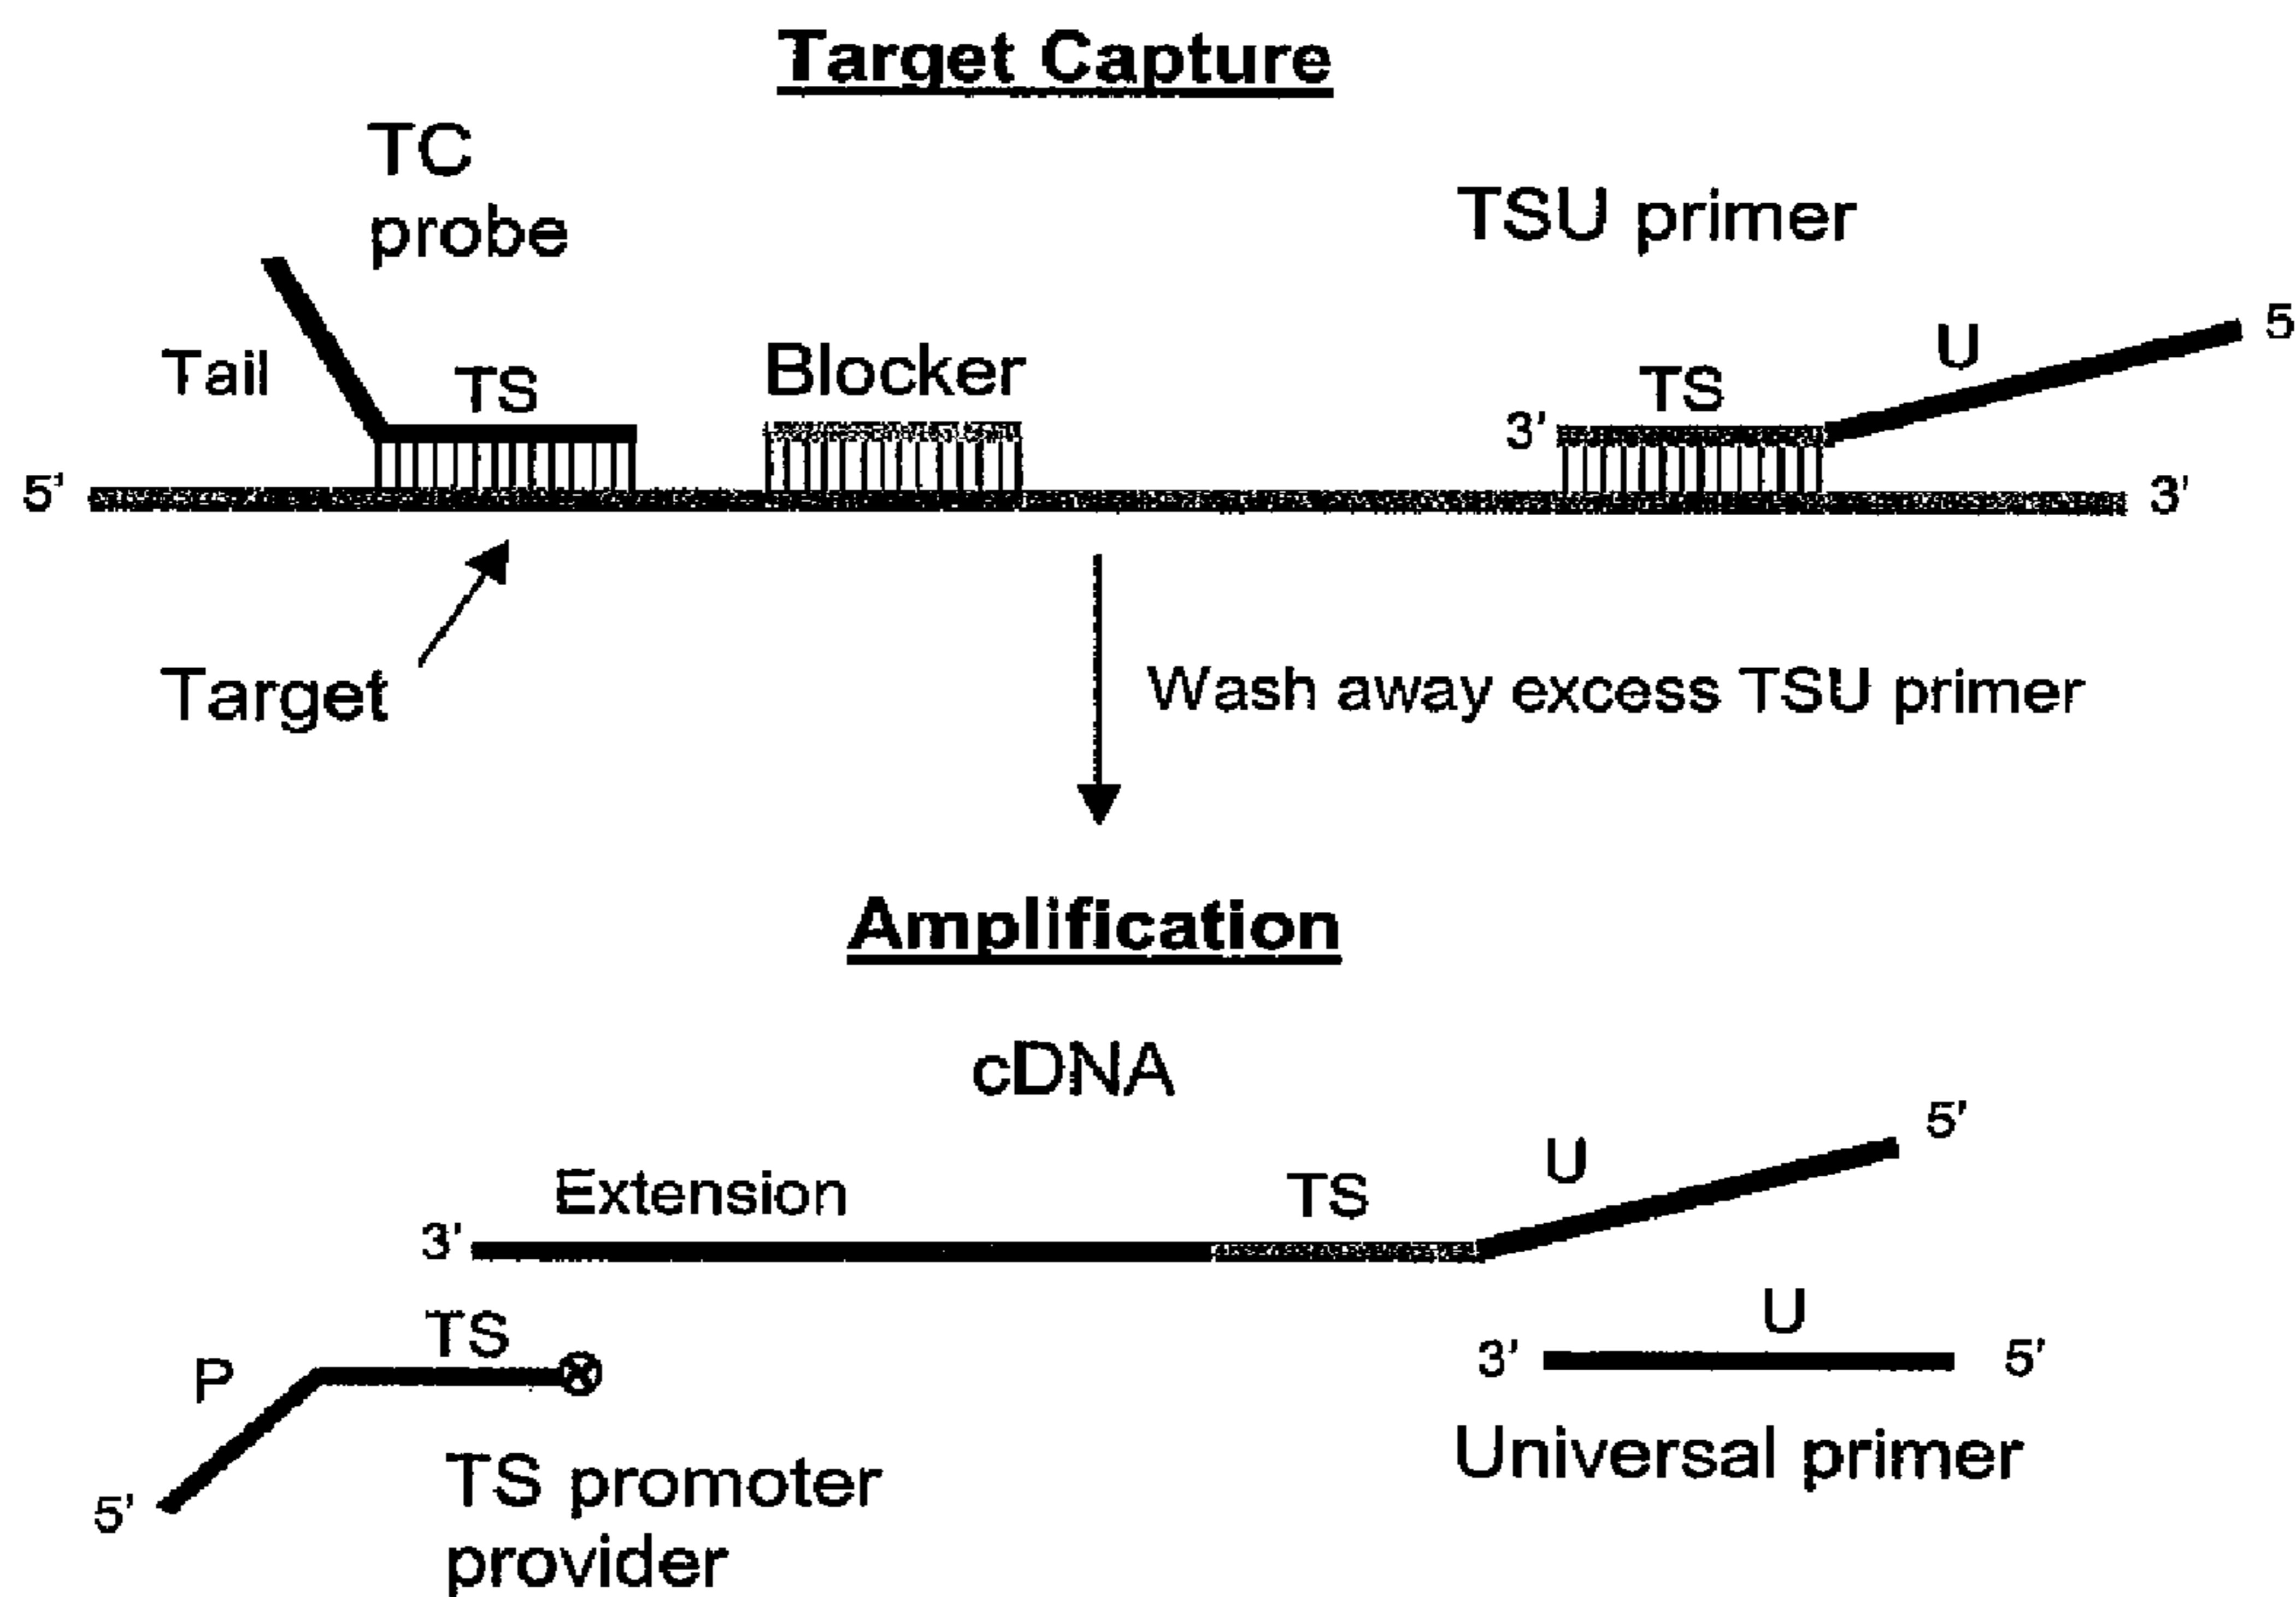 Target Capture
TC
probe
TSU primer
Tail
TS
Blocker
TS
U
5
3'
5'
3'
Target
Wash away excess TSU primer
Amplification
cDNA
Extension
TS
U
5'
3'
P
TS
5'
TS promoter
provider
U
3'
5'
Universal primer